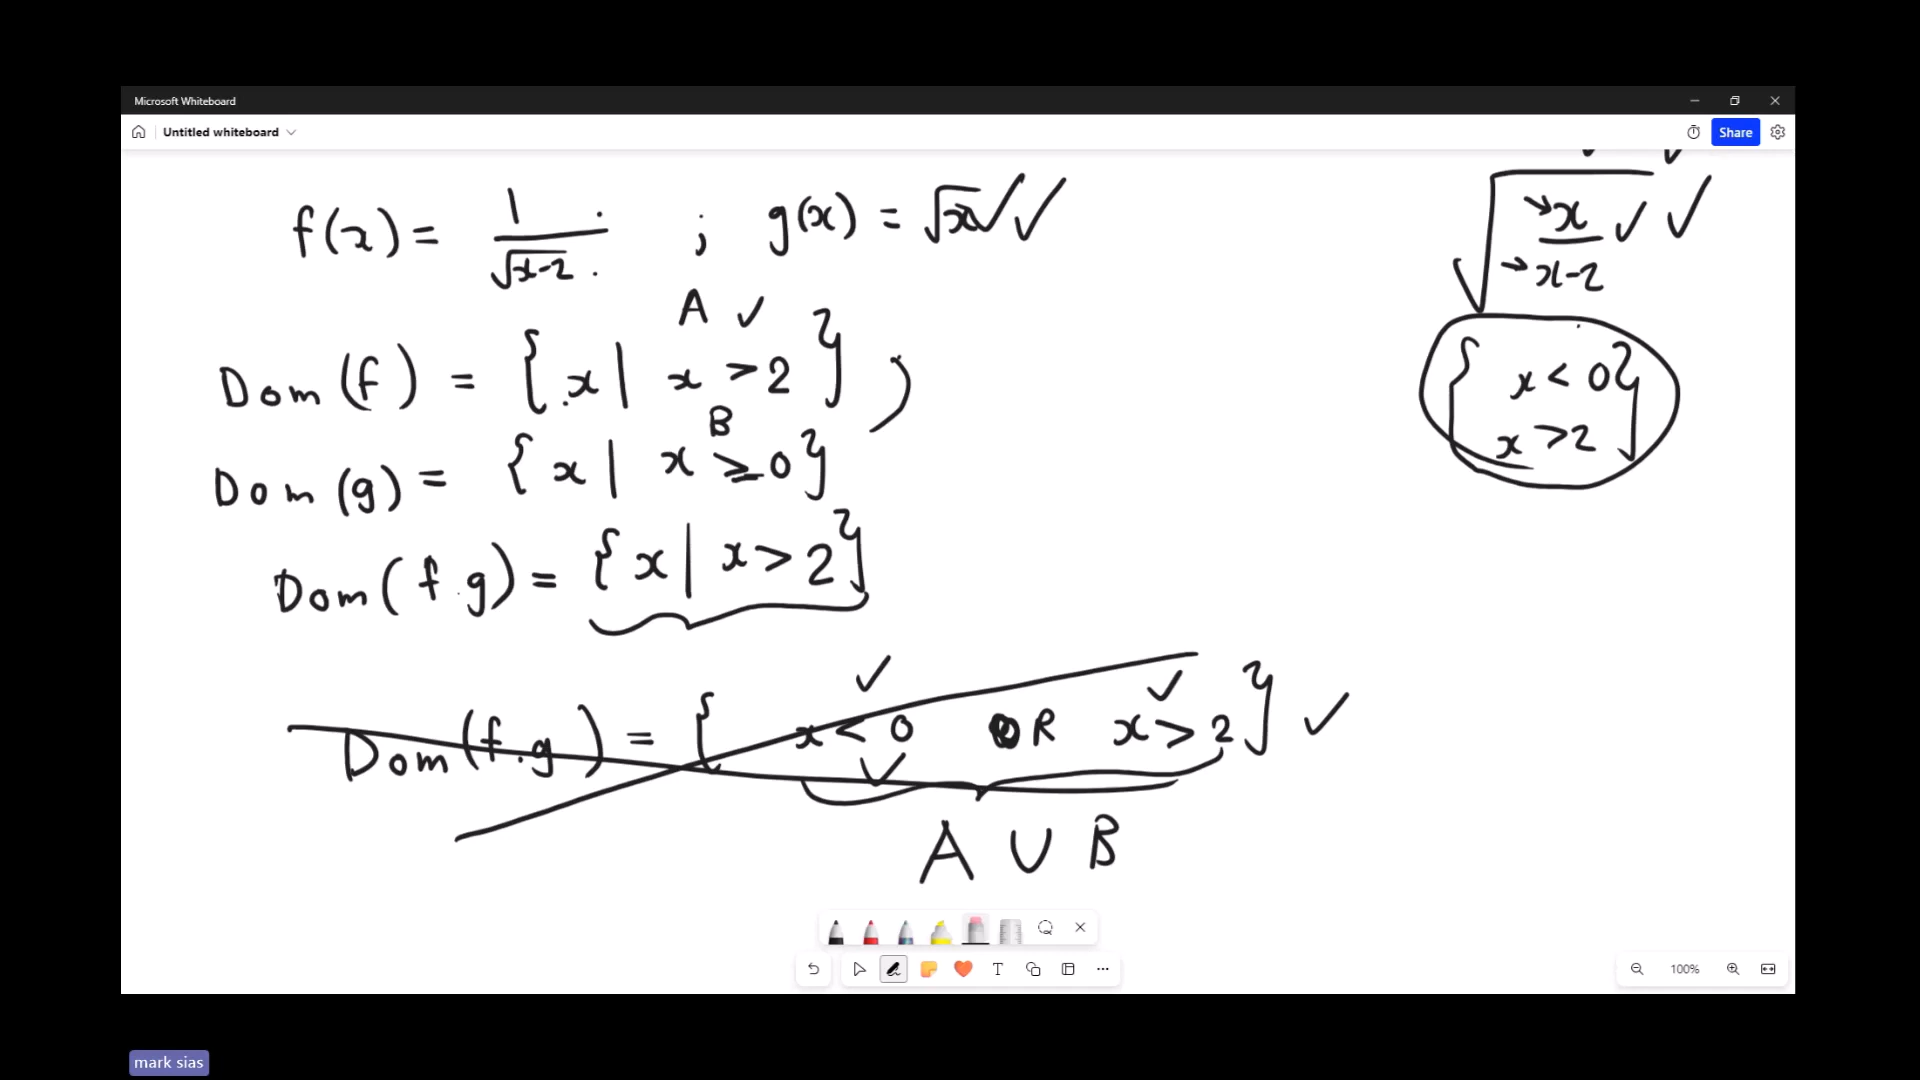 Microsoft Whiteboard
Untitled whiteboard
Share
f(x) = 1/√(x-2) ; g(x) = √x ✓✓
A ✓
Dom (f) = {x | x > 2} )
B
Dom (g) = {x | x ≥ 0}
Dom (f.g) = {x | x > 2}
Dom (f.g) = { x < 0 OR x > 2} ✓
A ∪ B
√(x/(x-2)) ✓ ✓
{ x < 0
x > 2 }
100%
mark sias